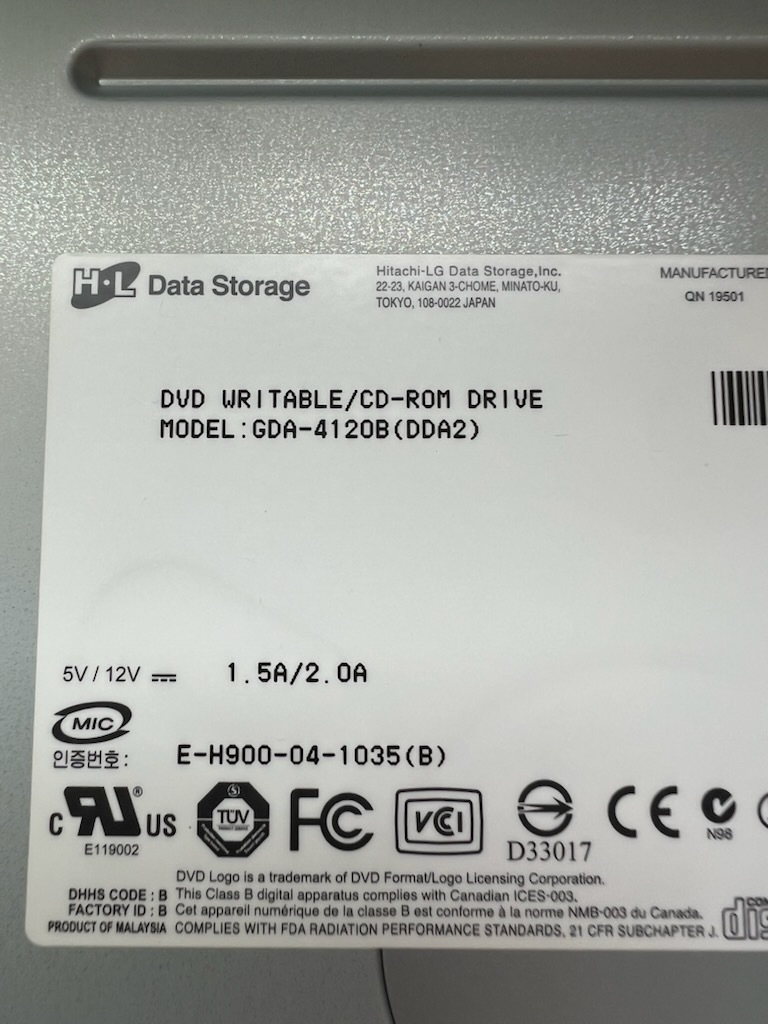 H·L Data Storage
Hitachi-LG Data Storage,Inc.
22-23, KAIGAN 3-CHOME, MINATO-KU,
TOKYO, 108-0022 JAPAN
MANUFACTURED
QN 19501
DVD WRITABLE/CD-ROM DRIVE
MODEL:GDA-4120B(DDA2)
5V / 12V 1.5A/2.0A
MIC
인증번호: E-H900-04-1035(B)
C RU® US
E119002
TÜV
PRODUCT SERVICE
FC
VCI
D33017
CE
N98
DVD Logo is a trademark of DVD Format/Logo Licensing Corporation.
DHHS CODE : B This Class B digital apparatus complies with Canadian ICES-003.
FACTORY ID : B Cet appareil numérique de la classe B est conforme à la norme NMB-003 du Canada.
PRODUCT OF MALAYSIA COMPLIES WITH FDA RADIATION PERFORMANCE STANDARDS, 21 CFR SUBCHAPTER J.